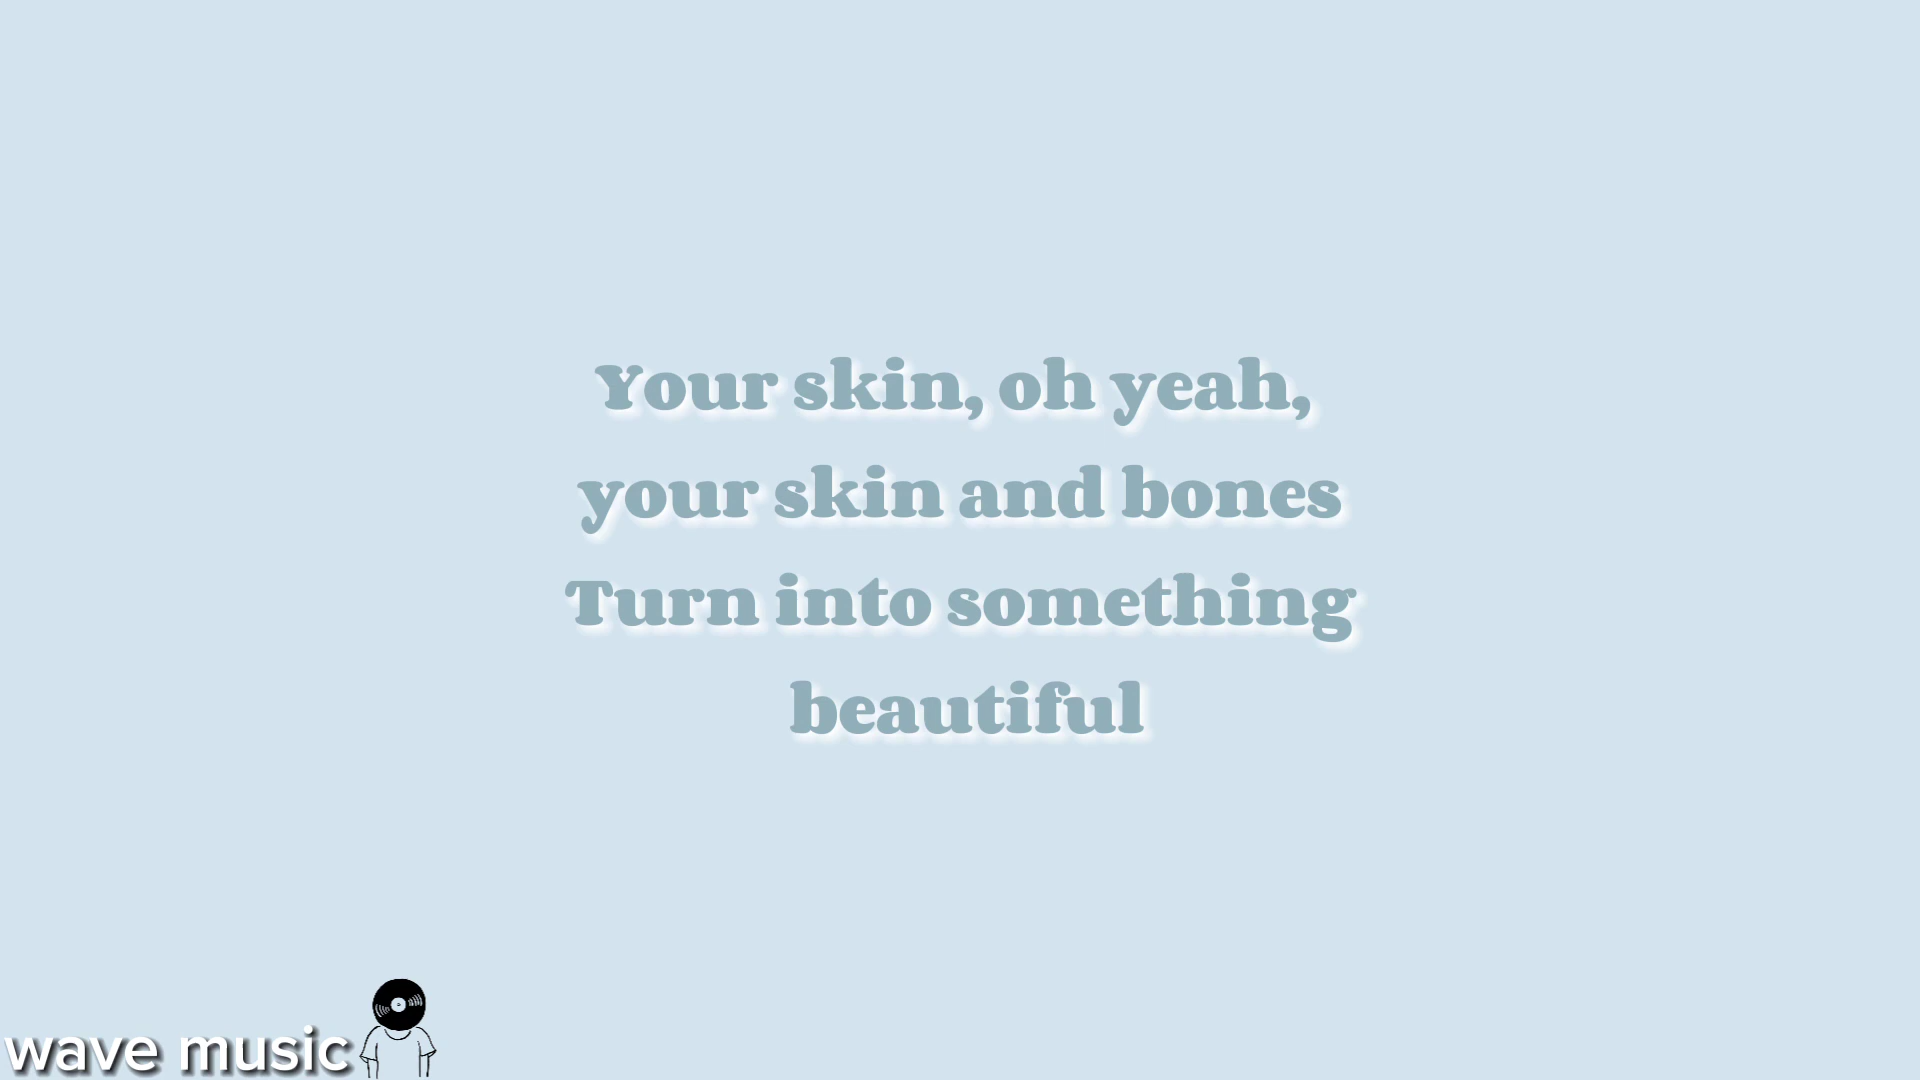 Your skin, oh yeah,
your skin and bones
Turn into something
beautiful
wave music